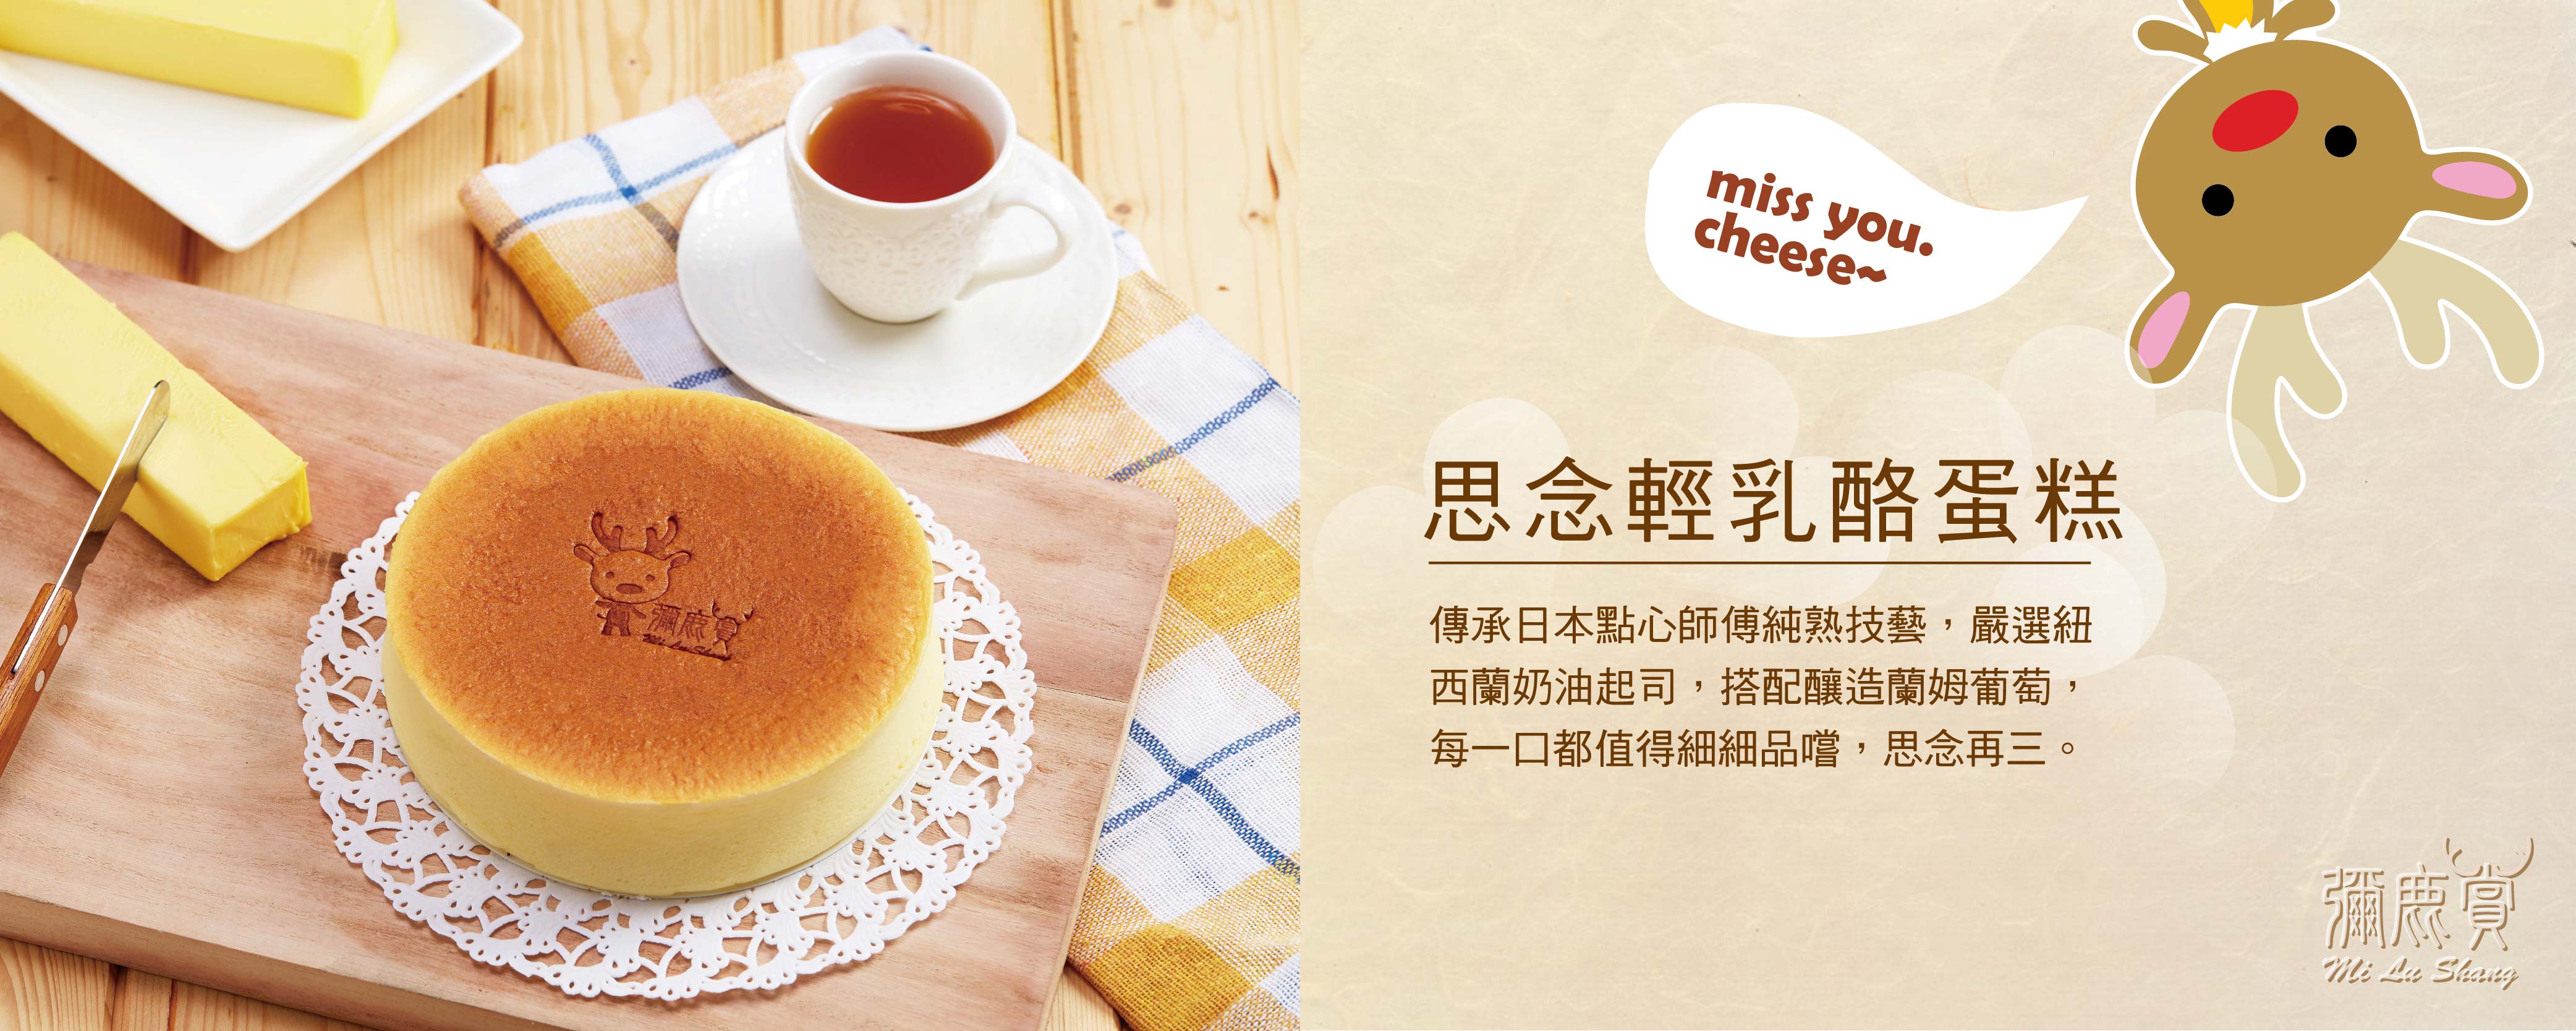 miss you.
cheese~
思念輕乳酪蛋糕
傳承日本點心師傅純熟技藝，嚴選紐
西蘭奶油起司，搭配釀造蘭姆葡萄，
每一口都值得細細品嚐，思念再三。
彌鹿賞
彌鹿賞
Mi Lu Shang